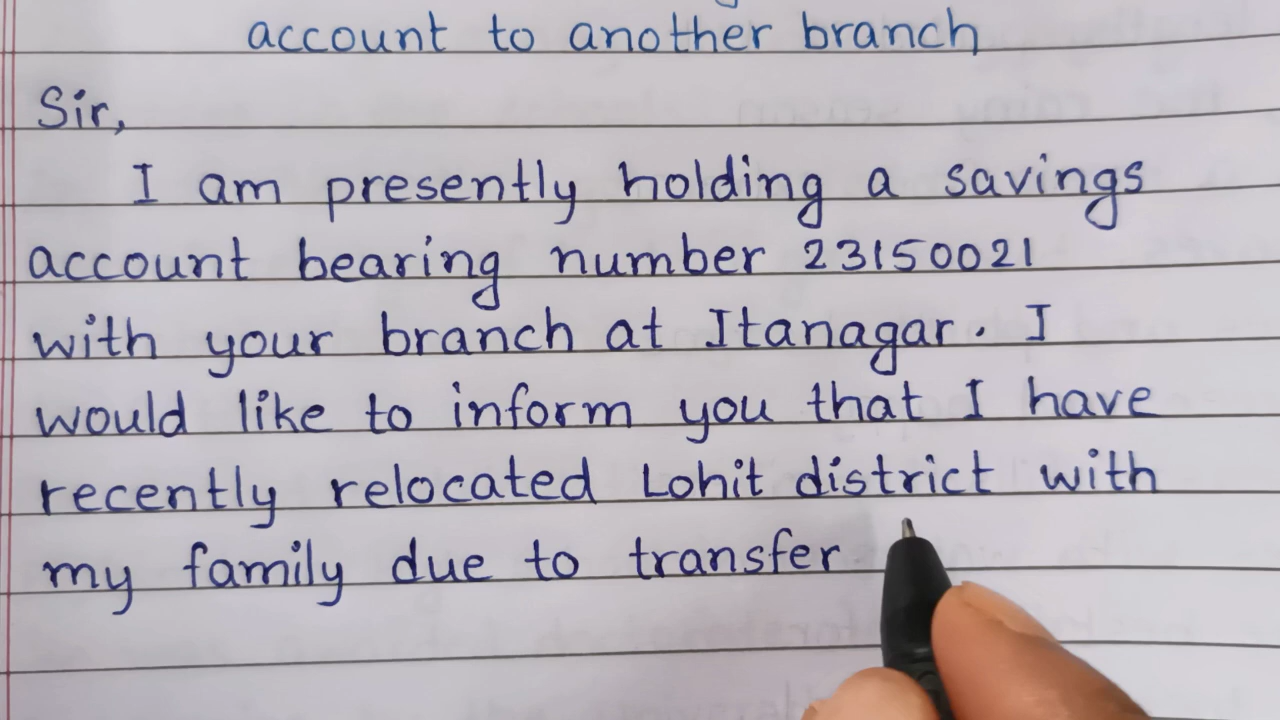 account to another branch
Sir,
I am presently holding a savings
account bearing number 23150021
with your branch at Itanagar. I
would like to inform you that I have
recently relocated Lohit district with
my family due to transfer